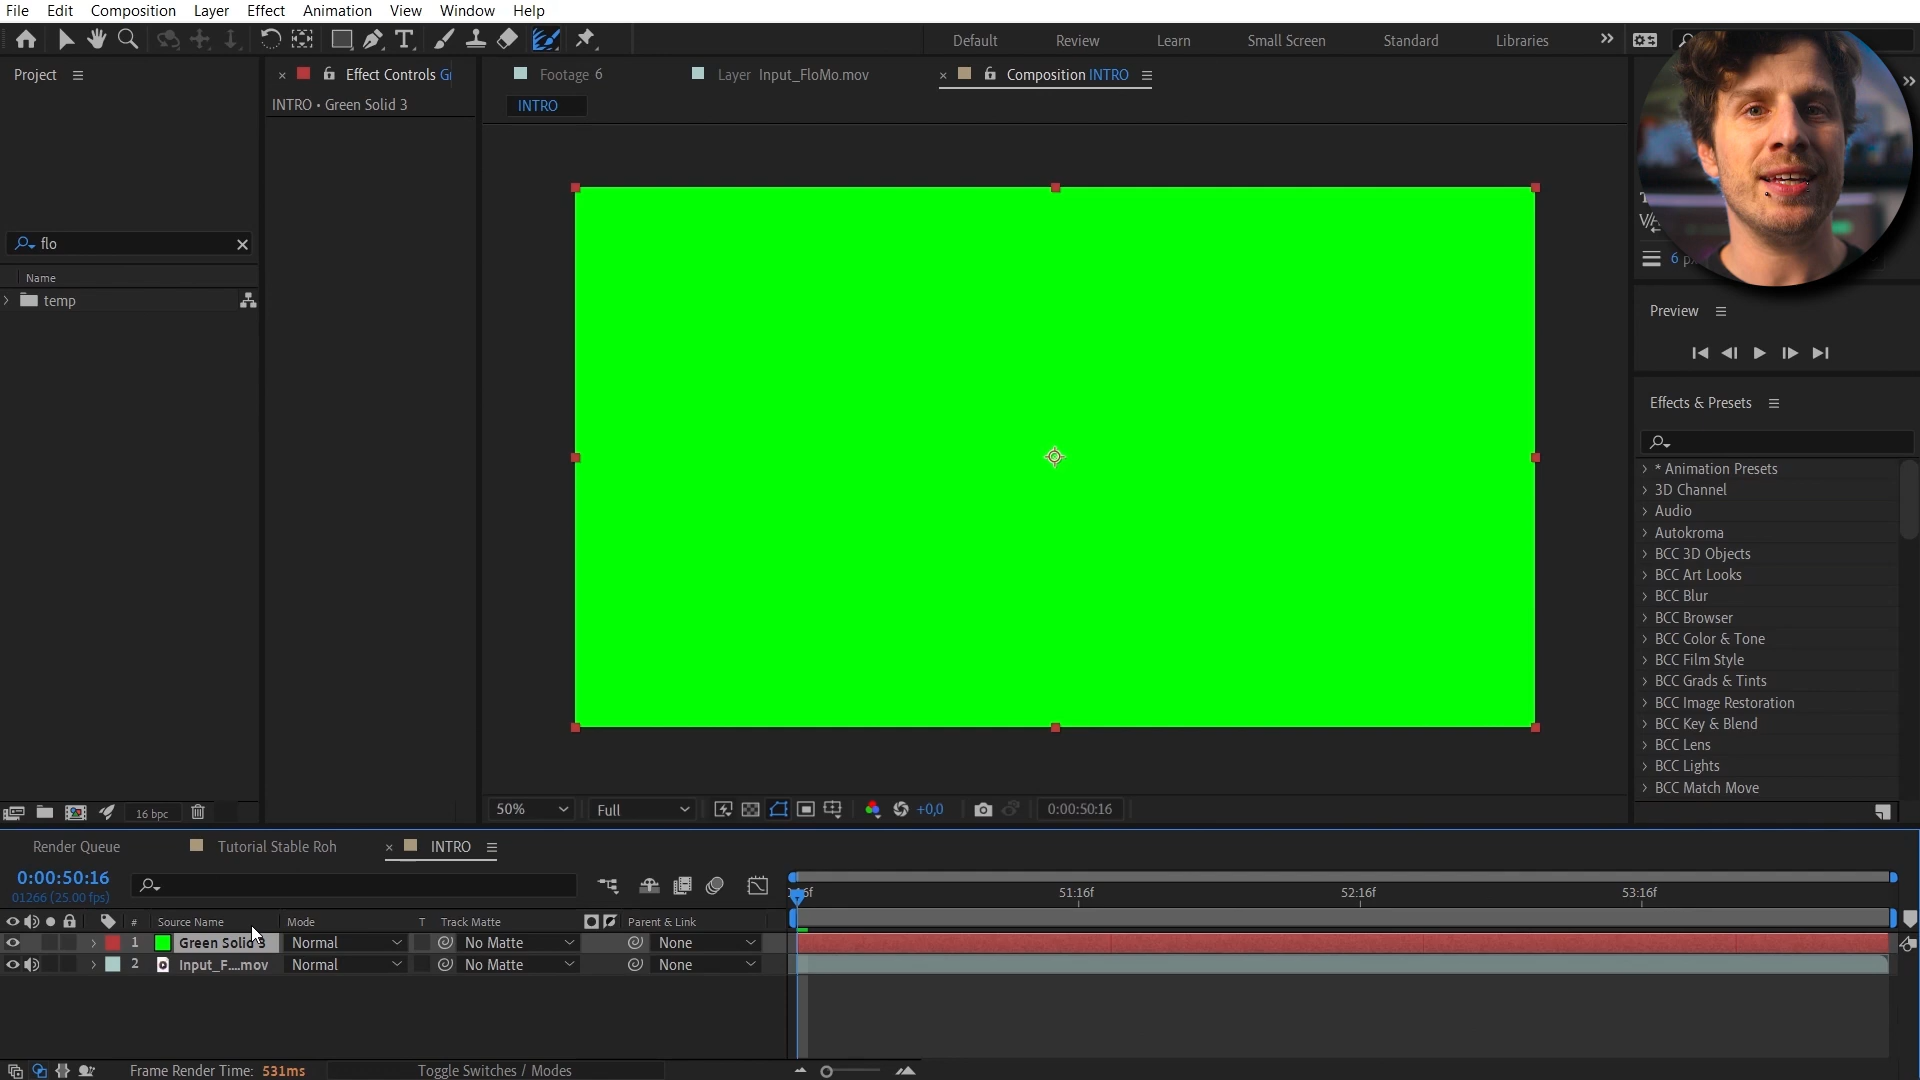 File Edit Composition Layer Effect Animation View Window Help
Default Review Learn Small Screen Standard Libraries
Project
Effect Controls
Footage 6
Layer Input_FloMo.mov
Composition INTRO
INTRO • Green Solid 3
INTRO
flo
Name
temp
6 px
Preview
Effects & Presets
* Animation Presets
3D Channel
Audio
Autokroma
BCC 3D Objects
BCC Art Looks
BCC Blur
BCC Browser
BCC Color & Tone
BCC Film Style
BCC Grads & Tints
BCC Image Restoration
BCC Key & Blend
BCC Lens
BCC Lights
BCC Match Move
16 bpc
50% Full +0,0 0:00:50:16
Render Queue Tutorial Stable Roh INTRO
0:00:50:16
01266 (25.00 fps)
51:16f 52:16f 53:16f
# Source Name Mode T Track Matte Parent & Link
1 Green Solid 3 Normal No Matte None
2 Input_F....mov Normal No Matte None
Frame Render Time: 531ms Toggle Switches / Modes